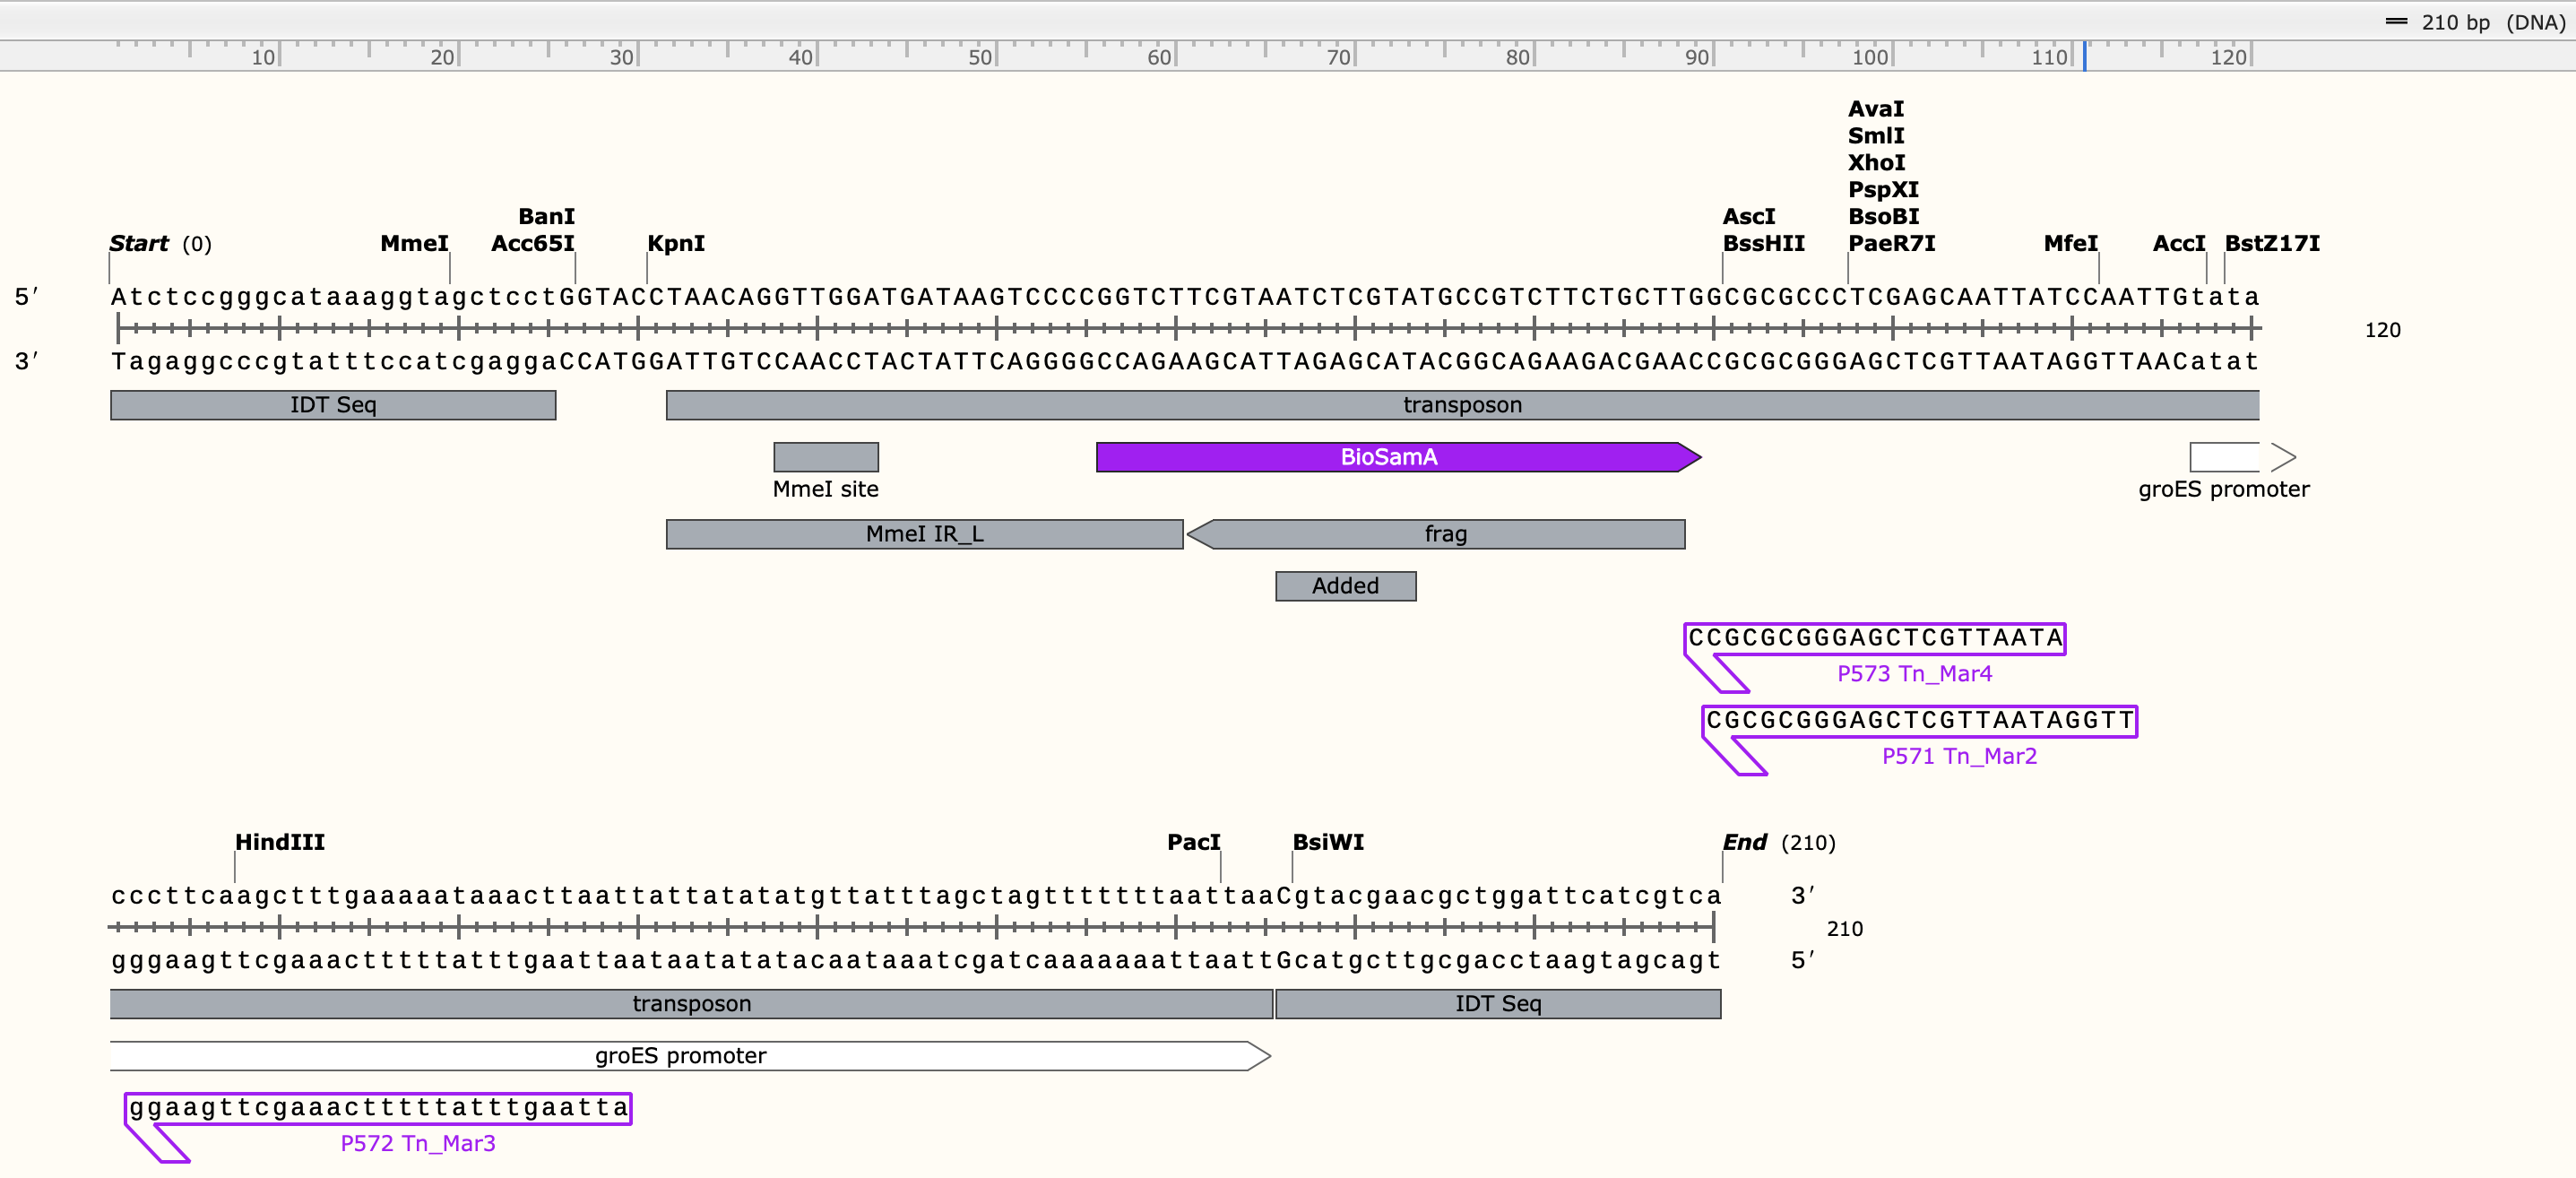 210 bp (DNA)
10 20 30 40 50 60 70 80 90 100 110 120
AvaI
SmlI
XhoI
PspXI
BanI AscI BsoBI
Start (0) MmeI Acc65I KpnI BssHII PaeR7I MfeI AccI BstZ17I
5′ AtctccgggcataaaggtagctcctGGTACCTAACAGGTTGGATGATAAGTCCCCGGTCTTCGTAATCTCGTATGCCGTCTTCTGCTTGGCGCGCCCTCGAGCAATTATCCAATTGtata
120
3′ TagaggcccgtatttccatcgaggaCCATGGATTGTCCAACCTACTATTCAGGGGCCAGAAGCATTAGAGCATACGGCAGAAGACGAACCGCGCGGGAGCTCGTTAATAGGTTAACatat
IDT Seq transposon
BioSamA
MmeI site groES promoter
MmeI IR_L frag
Added
CCGCGCGGGAGCTCGTTAATA
P573 Tn_Mar4
CGCGCGGGAGCTCGTTAATAGGTT
P571 Tn_Mar2
HindIII PacI BsiWI End (210)
cccttcaagctttgaaaaataaacttaattattatatatgttatttagctagtttttttaattaaCgtacgaacgctggattcatcgtca 3′
210
gggaagttcgaaactttttatttgaattaataatatatacaataaatcgatcaaaaaaattaattGcatgcttgcgacctaagtagcagt 5′
transposon IDT Seq
groES promoter
ggaagttcgaaactttttatttgaatta
P572 Tn_Mar3